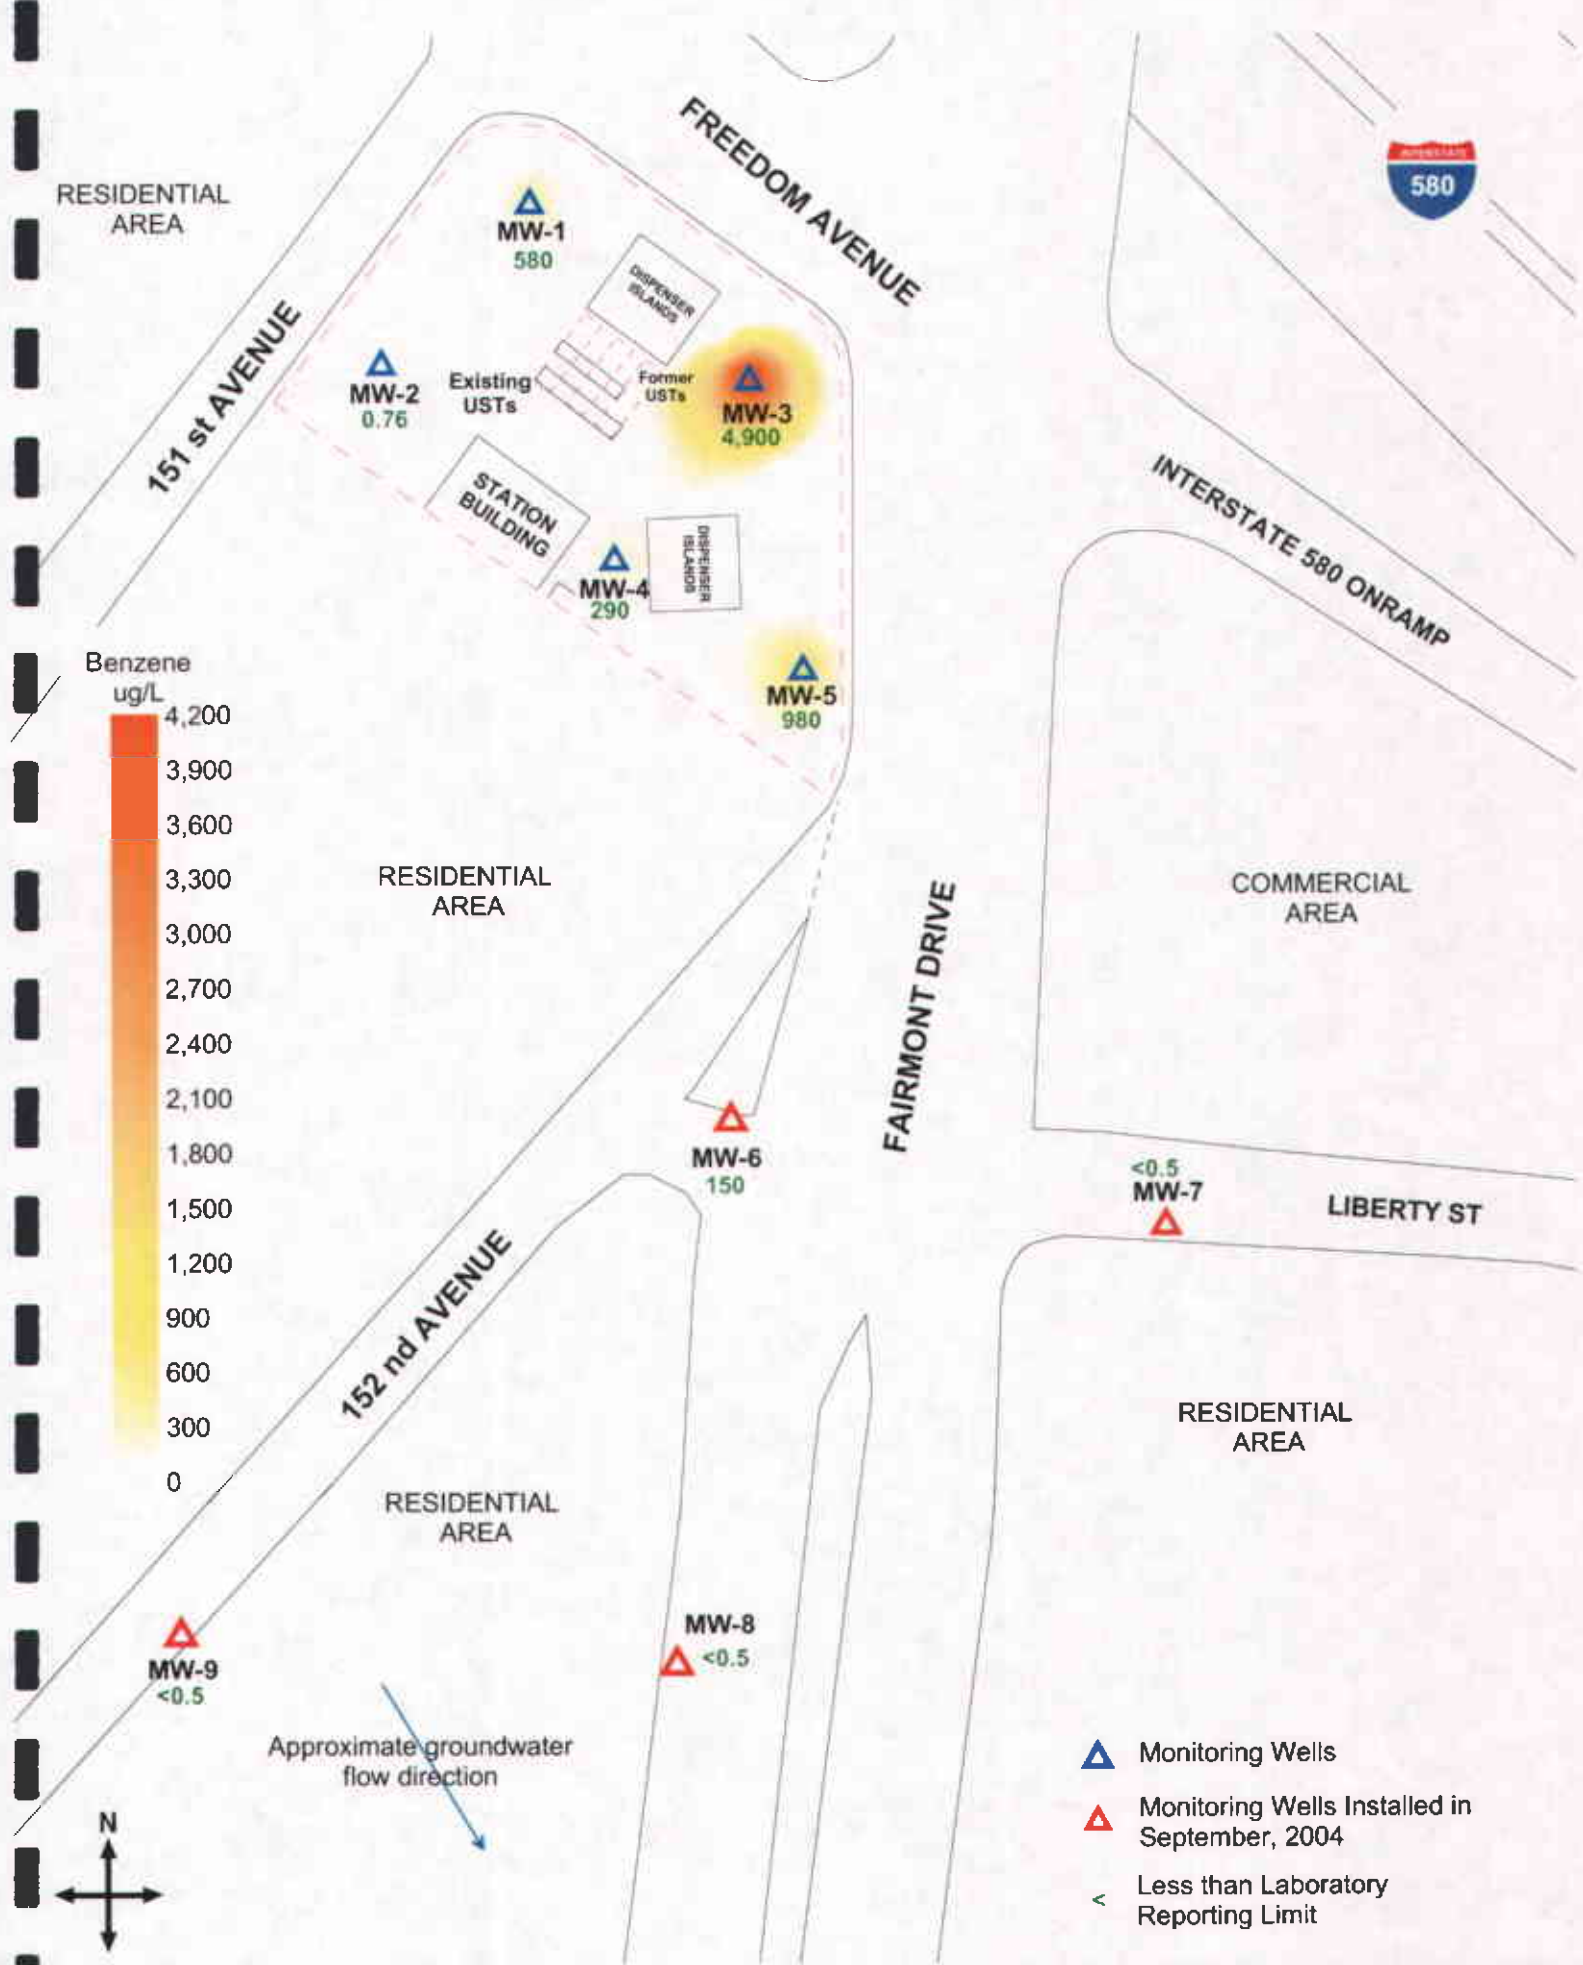 FREEDOM AVENUE
INTERSTATE
580
RESIDENTIAL
AREA
MW-1
580
DISPENSER
ISLANDS
151 st AVENUE
MW-2
0.76
Existing
USTs
Former
USTs
MW-3
4,900
STATION
BUILDING
MW-4
290
DISPENSER
ISLANDS
INTERSTATE 580 ONRAMP
MW-5
980
Benzene
ug/L
4,200
3,900
3,600
3,300
3,000
2,700
2,400
2,100
1,800
1,500
1,200
900
600
300
0
RESIDENTIAL
AREA
COMMERCIAL
AREA
FAIRMONT DRIVE
MW-6
150
<0.5
MW-7
LIBERTY ST
152 nd AVENUE
RESIDENTIAL
AREA
RESIDENTIAL
AREA
MW-8
<0.5
MW-9
<0.5
Approximate groundwater
flow direction
N
Monitoring Wells
Monitoring Wells Installed in
September, 2004
< Less than Laboratory
Reporting Limit